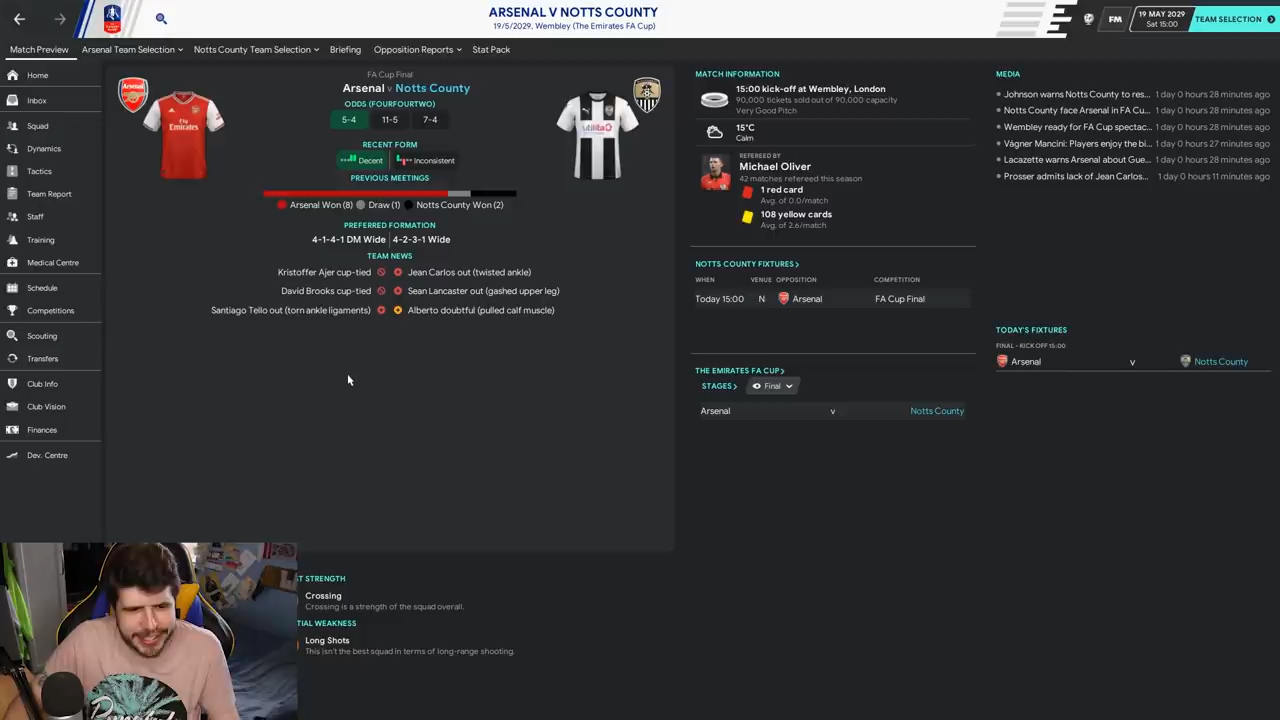 ARSENAL V NOTTS COUNTY
19/5/2029, Wembley (The Emirates FA Cup)
FM
19 MAY 2029
Sat 15:00
TEAM SELECTION
Match Preview
Arsenal Team Selection
Notts County Team Selection
Briefing
Opposition Reports
Stat Pack
Home
Inbox
Squad
Dynamics
Tactics
Team Report
Staff
Training
Medical Centre
Schedule
Competitions
Scouting
Transfers
Club Info
Club Vision
Finances
Dev. Centre
FA Cup Final
Arsenal v Notts County
ODDS (FOURFOURTWO)
5-4 11-5 7-4
RECENT FORM
Decent Inconsistent
PREVIOUS MEETINGS
Arsenal Won (8) Draw (1) Notts County Won (2)
PREFERRED FORMATION
4-1-4-1 DM Wide 4-2-3-1 Wide
TEAM NEWS
Kristoffer Ajer cup-tied Jean Carlos out (twisted ankle)
David Brooks cup-tied Sean Lancaster out (gashed upper leg)
Santiago Tello out (torn ankle ligaments) Alberto doubtful (pulled calf muscle)
Arsenal
Fly
Emirates
utilita
T STRENGTH
Crossing
Crossing is a strength of the squad overall.
TIAL WEAKNESS
Long Shots
This isn't the best squad in terms of long-range shooting.
MATCH INFORMATION
15:00 kick-off at Wembley, London
90,000 tickets sold out of 90,000 capacity
Very Good Pitch
15°C
Calm
REFEREED BY
Michael Oliver
42 matches refereed this season
1 red card
Avg. of 0.0/match
108 yellow cards
Avg. of 2.6/match
NOTTS COUNTY FIXTURES>
WHEN VENUE OPPOSITION COMPETITION
Today 15:00 N Arsenal FA Cup Final
THE EMIRATES FA CUP>
STAGES> Final
Arsenal v Notts County
MEDIA
Johnson warns Notts County to res... 1 day 0 hours 28 minutes ago
Notts County face Arsenal in FA Cu... 1 day 0 hours 28 minutes ago
Wembley ready for FA Cup spectac... 1 day 0 hours 28 minutes ago
Vágner Mancini: Players enjoy the bi... 1 day 0 hours 27 minutes ago
Lacazette warns Arsenal about Gue... 1 day 0 hours 28 minutes ago
Prosser admits lack of Jean Carlos... 1 day 0 hours 11 minutes ago
TODAY'S FIXTURES
FINAL - KICK OFF 15:00
Arsenal v Notts County